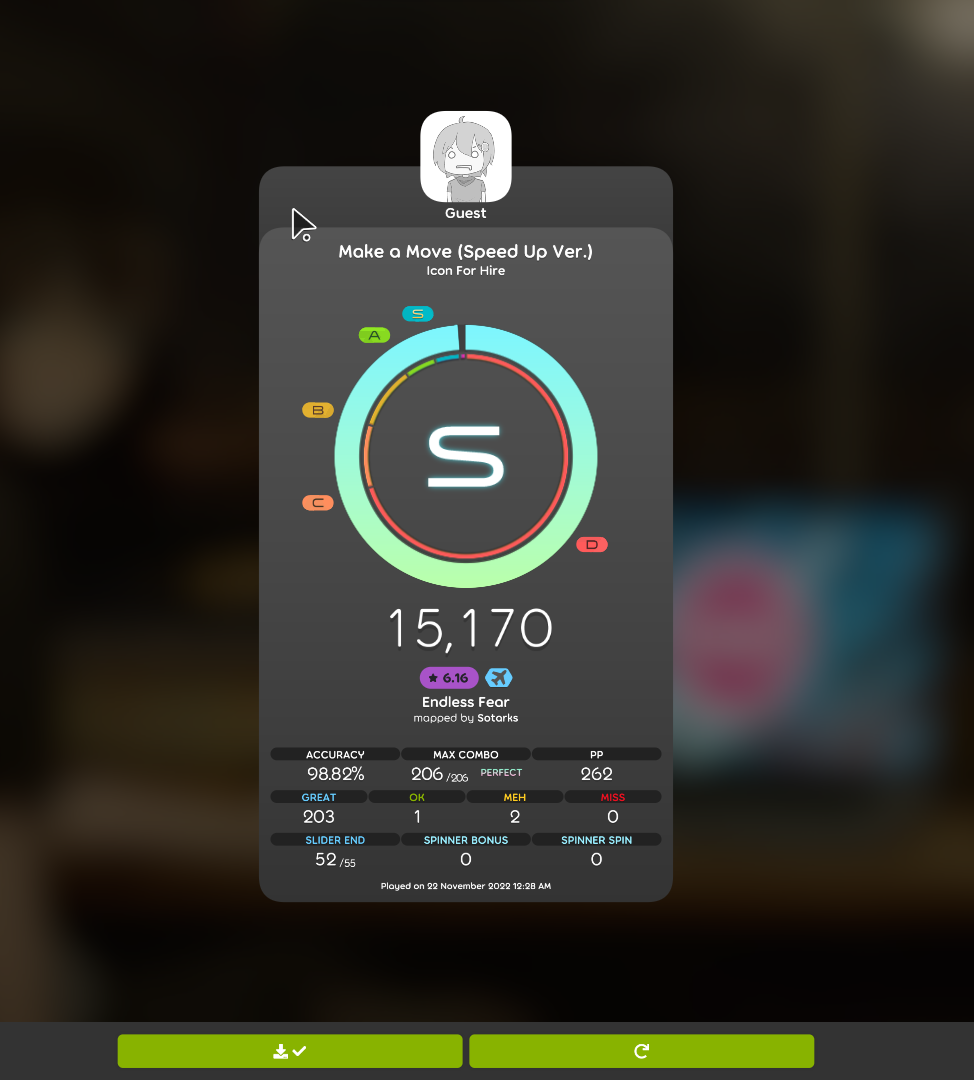 Guest
Make a Move (Speed Up Ver.)
Icon For Hire
S
A
B
C
D
S
15,170
6.16
Endless Fear
mapped by Sotarks
ACCURACY MAX COMBO PP
98.82% 206 /206 PERFECT 262
GREAT OK MEH MISS
203 1 2 0
SLIDER END SPINNER BONUS SPINNER SPIN
52 /55 0 0
Played on 22 November 2022 12:28 AM